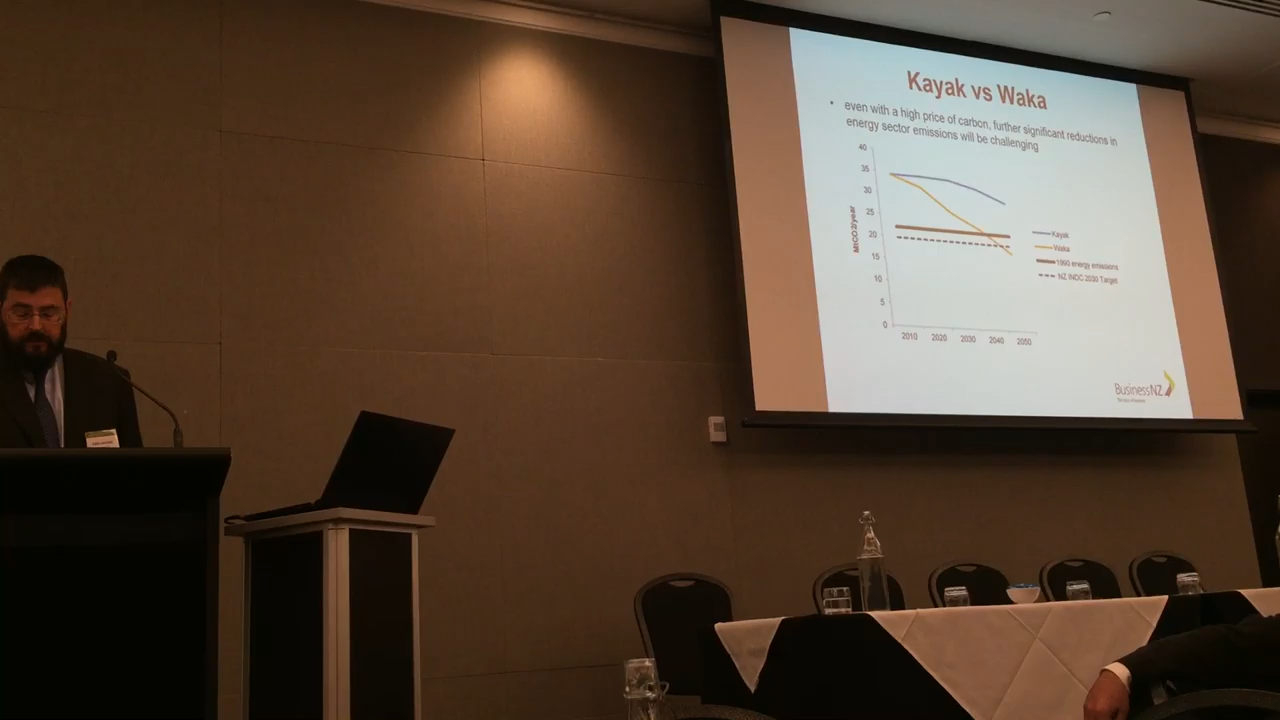 Kayak vs Waka
• even with a high price of carbon, further significant reductions in
energy sector emissions will be challenging
40
35
30
25
20
15
10
5
0
MtCO2/year
2010 2020 2030 2040 2050
Kayak
Waka
1990 energy emissions
NZ INDC 2030 Target
BusinessNZ